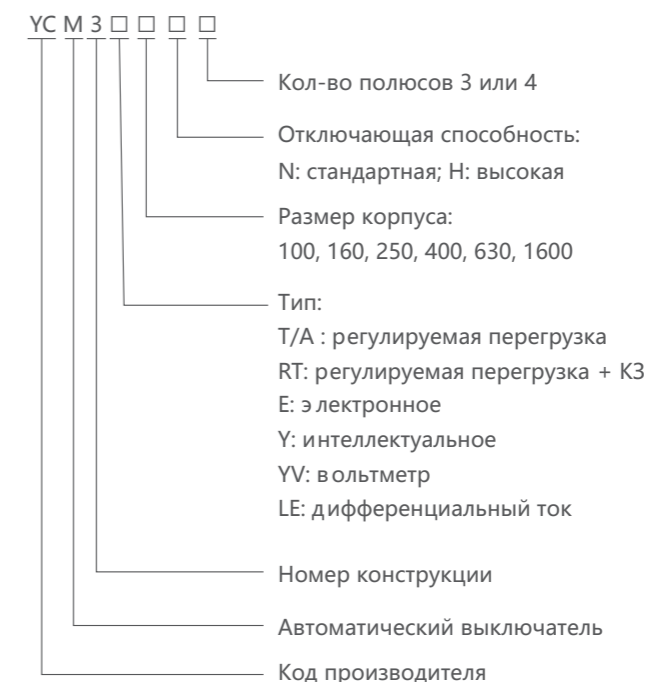 YC M 3 □ □ □ □
Кол-во полюсов 3 или 4
Отключающая способность:
N: стандартная; H: высокая
Размер корпуса:
100, 160, 250, 400, 630, 1600
Тип:
T/A : регулируемая перегрузка
RT: регулируемая перегрузка + КЗ
E: электронное
Y: интеллектуальное
YV: вольтметр
LE: дифференциальный ток
Номер конструкции
Автоматический выключатель
Код производителя